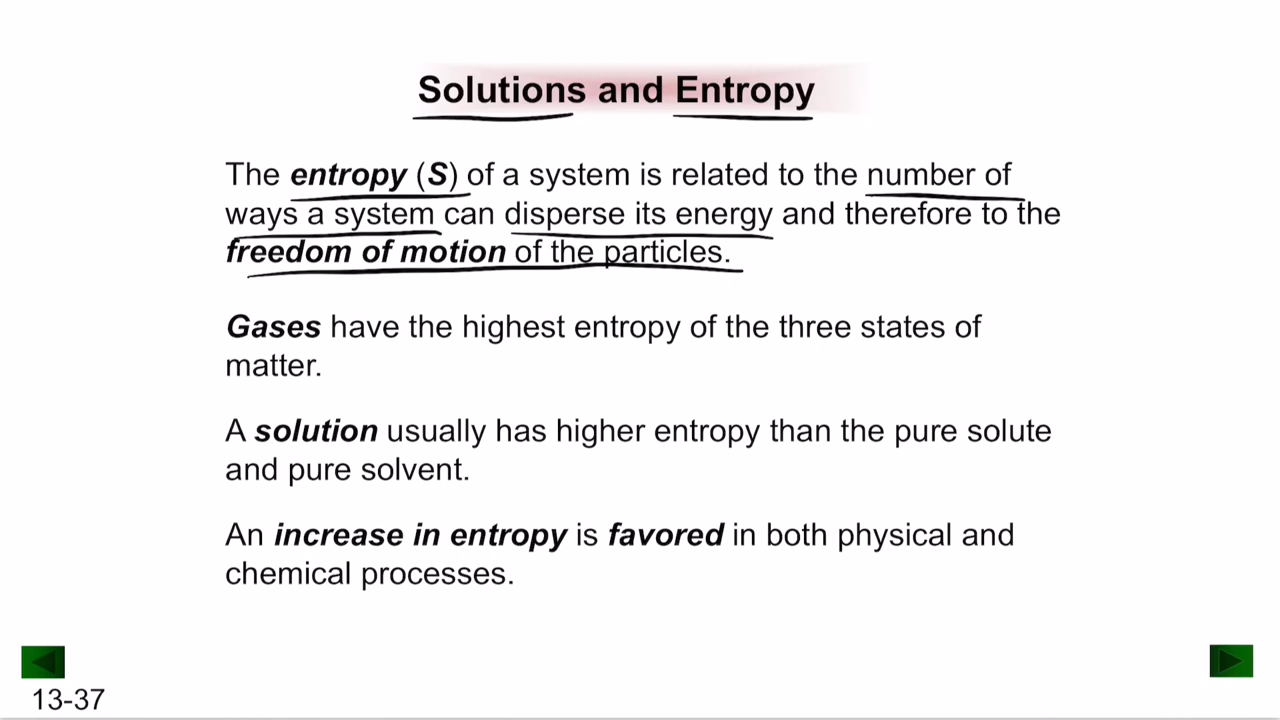 Solutions and Entropy
The entropy (S) of a system is related to the number of
ways a system can disperse its energy and therefore to the
freedom of motion of the particles.
Gases have the highest entropy of the three states of
matter.
A solution usually has higher entropy than the pure solute
and pure solvent.
An increase in entropy is favored in both physical and
chemical processes.
13-37